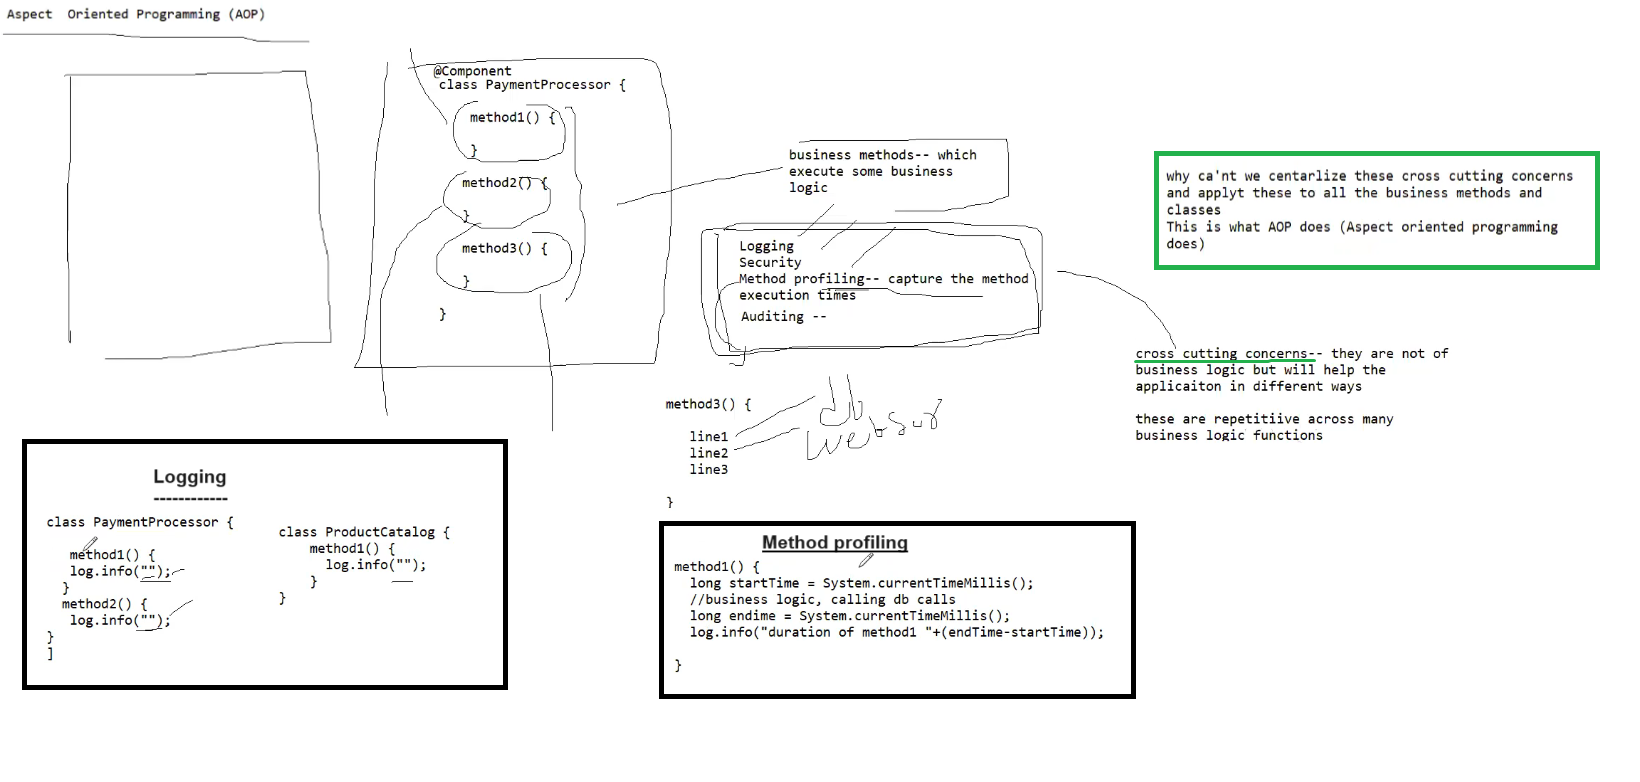 Aspect  Oriented Programming (AOP)
@Component
class PaymentProcessor {
method1() {
}
method2() {
}
method3() {
}
}
business methods-- which
execute some business
logic
Logging
Security
Method profiling-- capture the method
execution times
Auditing --
why ca'nt we centarlize these cross cutting concerns
and applyt these to all the business methods and
classes
This is what AOP does (Aspect oriented programming
does)
cross cutting concerns-- they are not of
business logic but will help the
applicaiton in different ways
these are repetitiive across many
business logic functions
method3() {
line1
line2
line3
}
db
Logging
------------
class PaymentProcessor {
method1() {
log.info("");
}
method2() {
log.info("");
}
]
class ProductCatalog {
method1() {
log.info("");
}
}
Method profiling
method1() {
long startTime = System.currentTimeMillis();
//business logic, calling db calls
long endime = System.currentTimeMillis();
log.info("duration of method1 "+(endTime-startTime));
}